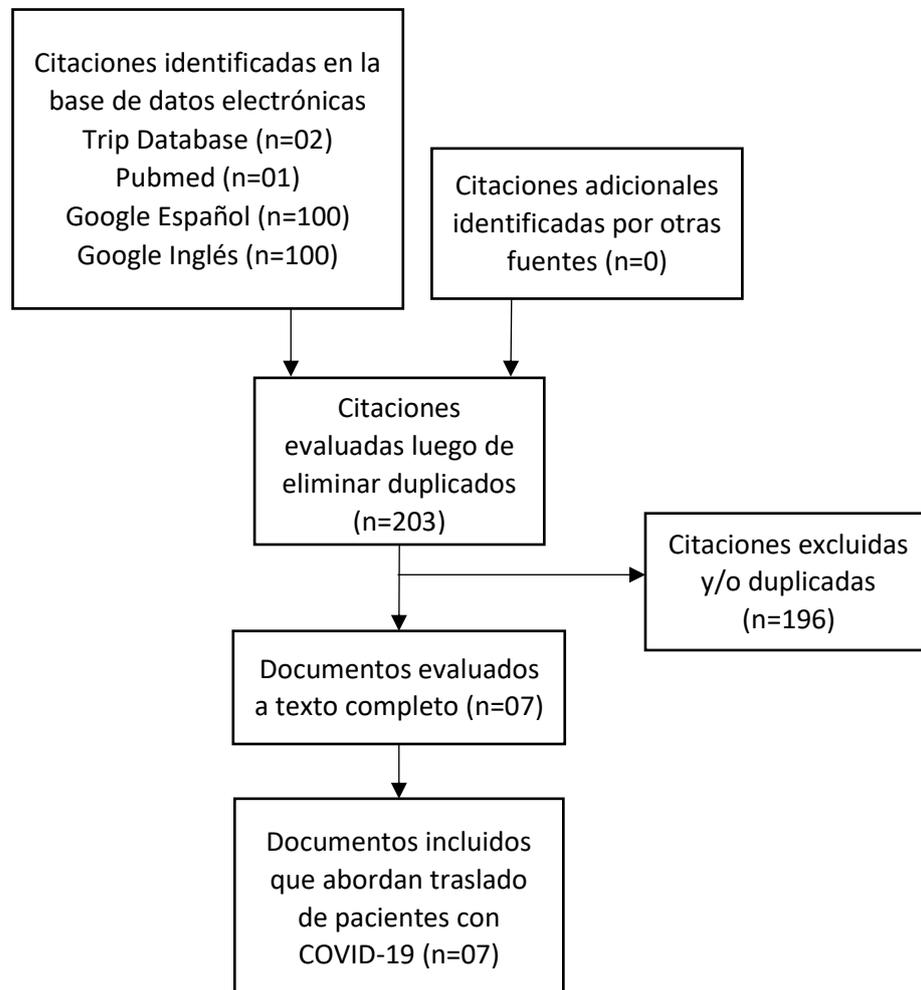 Citaciones identificadas en la
base de datos electrónicas
Trip Database (n=02)
Pubmed (n=01)
Google Español (n=100)
Google Inglés (n=100)
Citaciones adicionales
identificadas por otras
fuentes (n=0)
Citaciones
evaluadas luego de
eliminar duplicados
(n=203)
Citaciones excluidas
y/o duplicadas
(n=196)
Documentos evaluados
a texto completo (n=07)
Documentos incluidos
que abordan traslado
de pacientes con
COVID-19 (n=07)